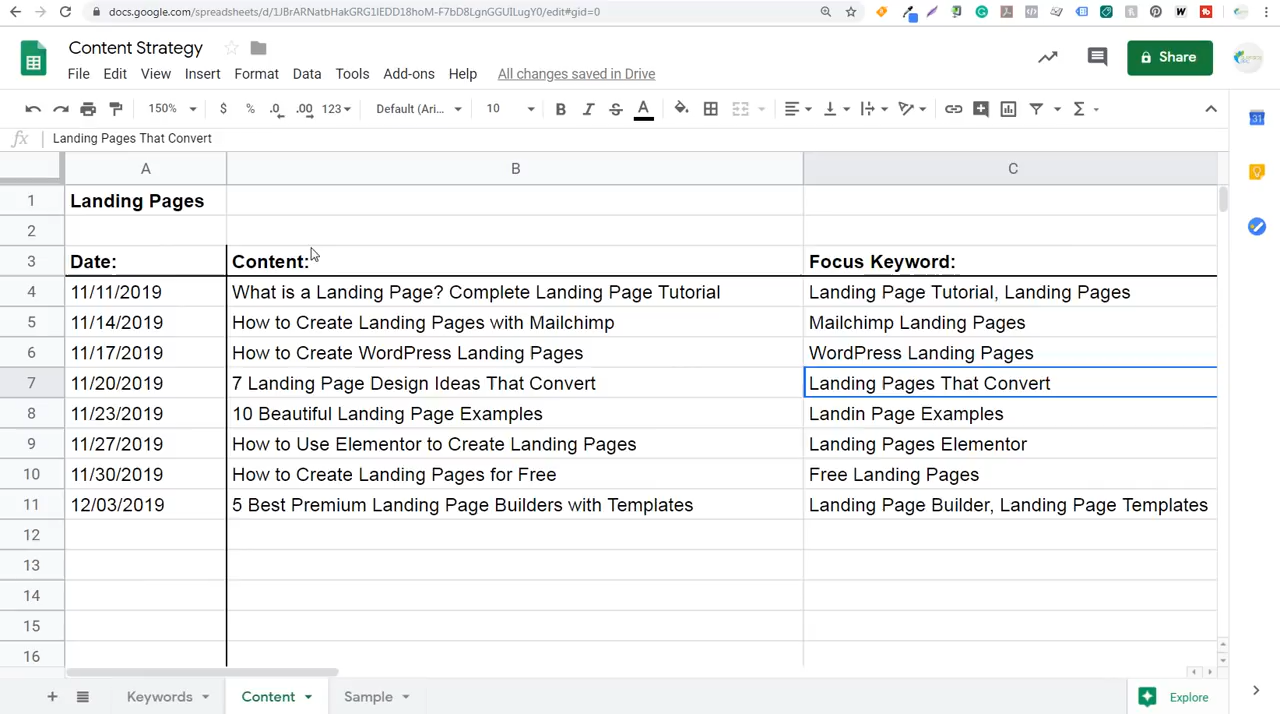 docs.google.com/spreadsheets/d/1JBrARNatbHakGRG1IEDD18hoM-F7bD8LgnGGUILugY0/edit#gid=0
Content Strategy
Share
File Edit View Insert Format Data Tools Add-ons Help All changes saved in Drive
150% $ % .0 .00 123 Default (Ari... 10 B I S A Σ
fx Landing Pages That Convert
31
A B C
1 Landing Pages
2
3 Date: Content: Focus Keyword:
4 11/11/2019 What is a Landing Page? Complete Landing Page Tutorial Landing Page Tutorial, Landing Pages
5 11/14/2019 How to Create Landing Pages with Mailchimp Mailchimp Landing Pages
6 11/17/2019 How to Create WordPress Landing Pages WordPress Landing Pages
7 11/20/2019 7 Landing Page Design Ideas That Convert Landing Pages That Convert
8 11/23/2019 10 Beautiful Landing Page Examples Landin Page Examples
9 11/27/2019 How to Use Elementor to Create Landing Pages Landing Pages Elementor
10 11/30/2019 How to Create Landing Pages for Free Free Landing Pages
11 12/03/2019 5 Best Premium Landing Page Builders with Templates Landing Page Builder, Landing Page Templates
12
13
14
15
16
+ Keywords Content Sample Explore